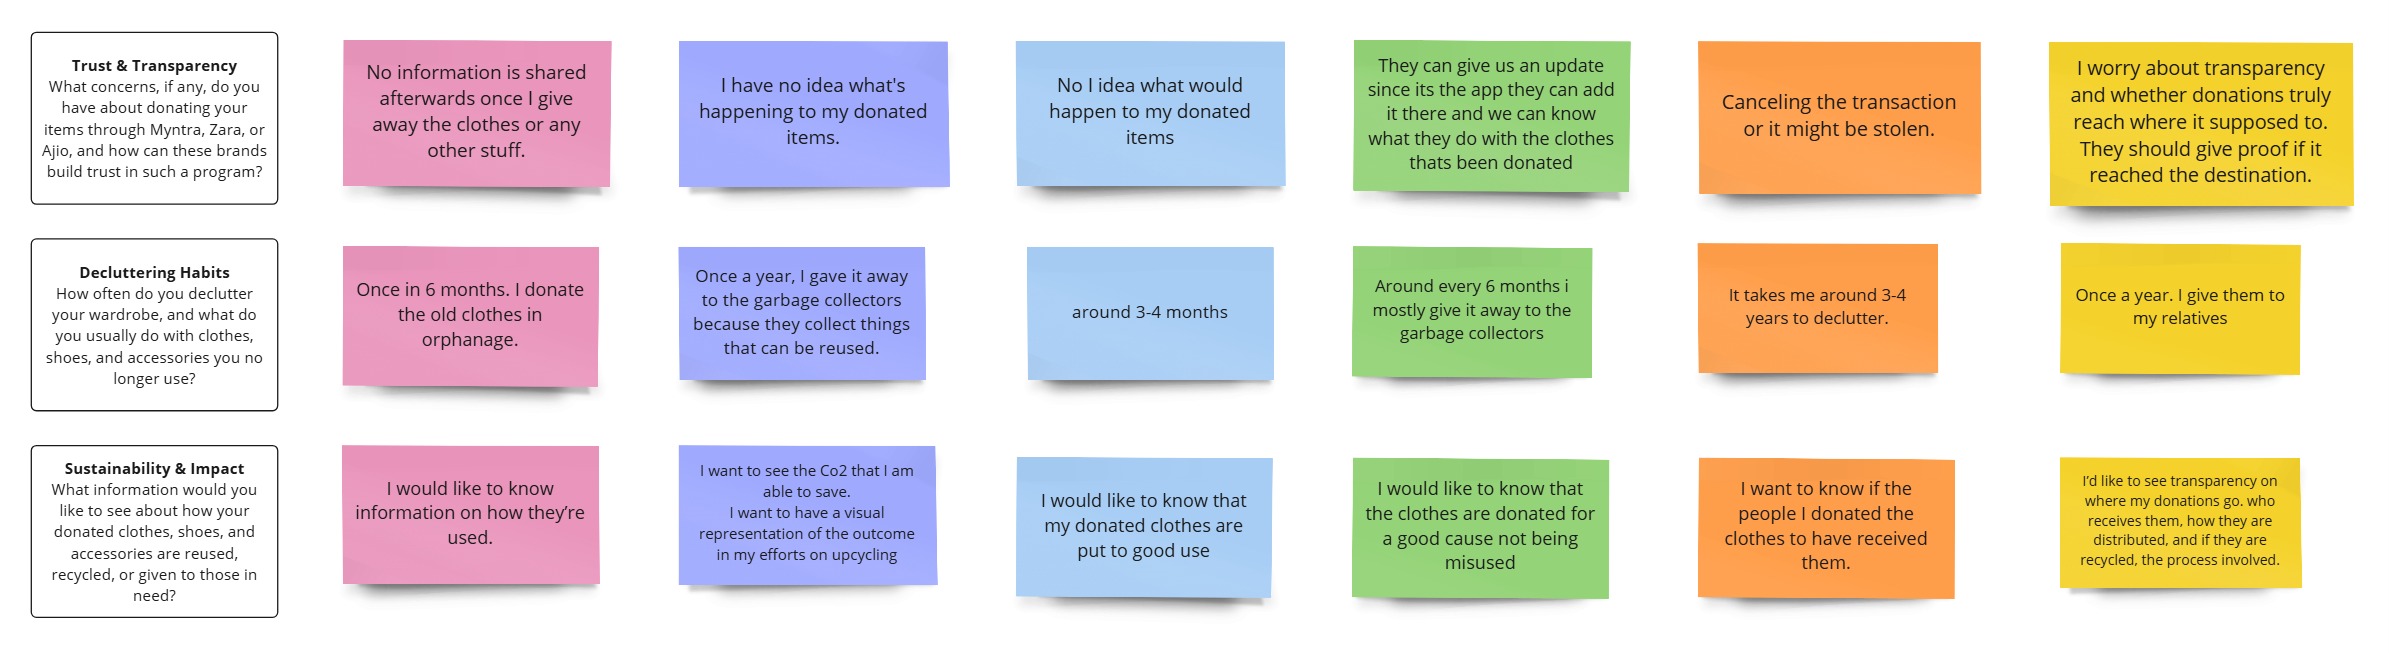 Trust & Transparency
What concerns, if any, do you
have about donating your
items through Myntra, Zara, or
Ajio, and how can these brands
build trust in such a program?
No information is shared
afterwards once I give
away the clothes or any
other stuff.
I have no idea what's
happening to my donated
items.
No I idea what would
happen to my donated
items
They can give us an update
since its the app they can add
it there and we can know
what they do with the clothes
thats been donated
Canceling the transaction
or it might be stolen.
I worry about transparency
and whether donations truly
reach where it supposed to.
They should give proof if it
reached the destination.
Decluttering Habits
How often do you declutter
your wardrobe, and what do
you usually do with clothes,
shoes, and accessories you no
longer use?
Once in 6 months. I donate
the old clothes in
orphanage.
Once a year, I gave it away
to the garbage collectors
because they collect things
that can be reused.
around 3-4 months
Around every 6 months i
mostly give it away to the
garbage collectors
It takes me around 3-4
years to declutter.
Once a year. I give them to
my relatives
Sustainability & Impact
What information would you
like to see about how your
donated clothes, shoes, and
accessories are reused,
recycled, or given to those in
need?
I would like to know
information on how they’re
used.
I want to see the Co2 that I am
able to save.
I want to have a visual
representation of the outcome
in my efforts on upcycling
I would like to know that
my donated clothes are
put to good use
I would like to know that
the clothes are donated for
a good cause not being
misused
I want to know if the
people I donated the
clothes to have received
them.
I’d like to see transparency on
where my donations go. who
receives them, how they are
distributed, and if they are
recycled, the process involved.